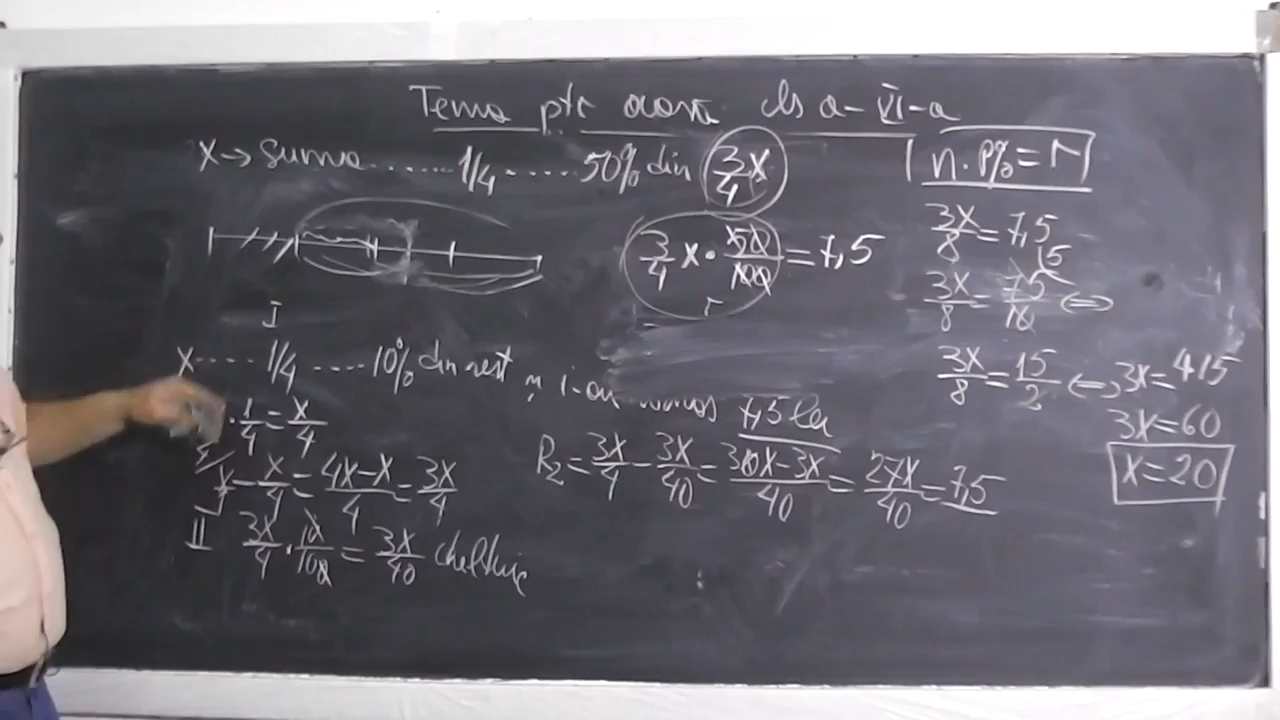 Tema ptr acasa cls a-VI-a
x → suma ...... 1/4 ..... 50% din 3/4 x
n.p% = r
3/4 x · 50/100 = 7,5
3x/8 = 7,5
3x/8 = 75/10 ⇔ 15
3x/8 = 15/2 ⇔ 3x = 4·15
3x = 60
x = 20
I
x ---- 1/4 ---- 10% din rest și i-au rămas 7,5 lei
· 1/4 = x/4
x - x/4 = 4x-x/4 = 3x/4
II 3x/4 · 10/100 = 3x/40 cheltuie
R2 = 3x/4 - 3x/40 = 30x-3x/40 = 27x/40 = 7,5